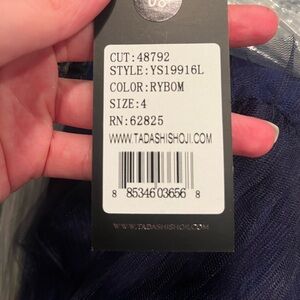 CUT:48792
STYLE:YS19916L
COLOR:RYBOM
SIZE:4
RN:62825
WWW.TADASHISHOJI.COM
8 85346 03656 8
WWW.TADASHISHOJI.COM